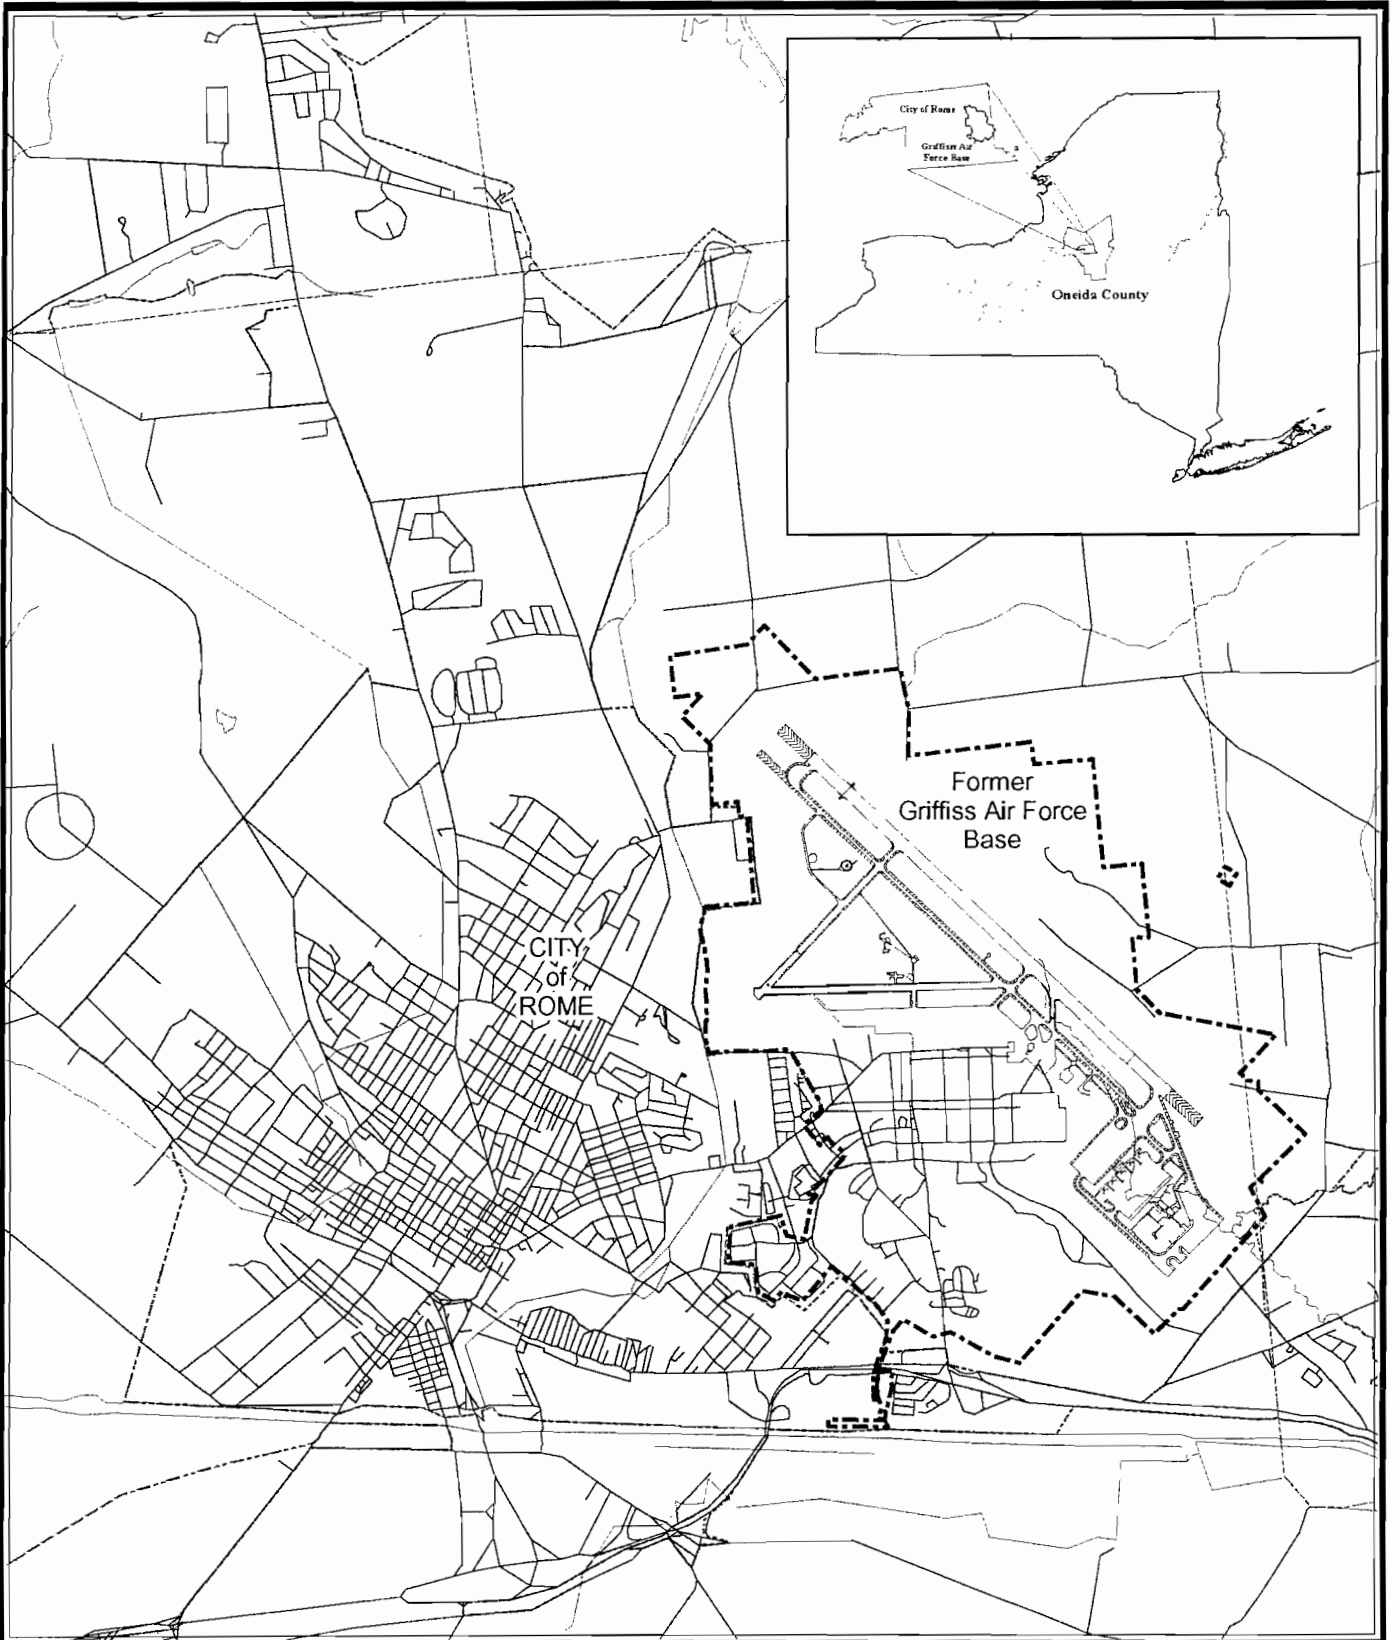 City of Rome
Griffiss Air
Force Base
Oneida County
Former
Griffiss Air Force
Base
CITY
of
ROME